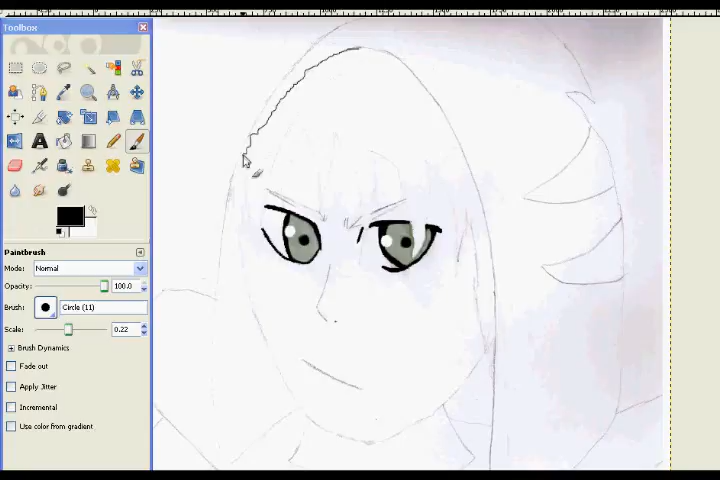 Toolbox
Paintbrush
Mode: Normal
Opacity: 100.0
Brush: Circle (11)
Scale: 0.22
Brush Dynamics
Fade out
Apply Jitter
Incremental
Use color from gradient